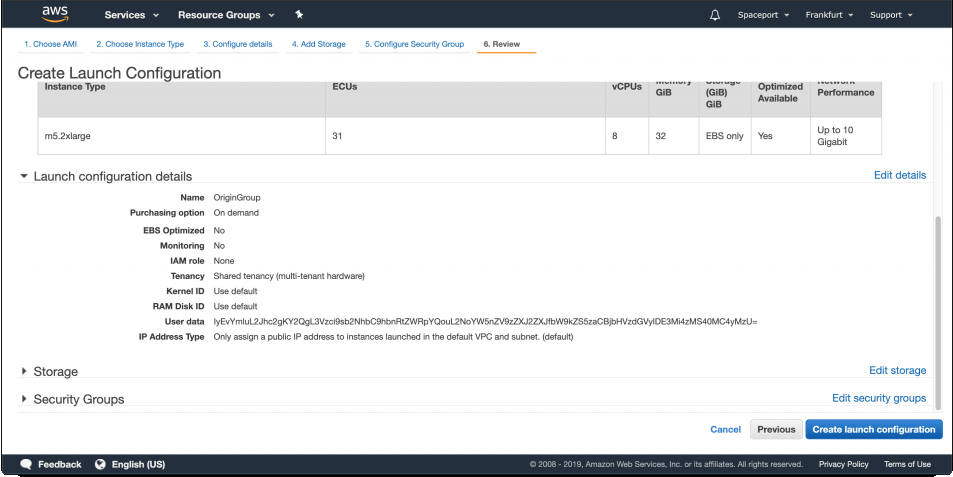 aws Services Resource Groups Spaceport Frankfurt Support
1. Choose AMI 2. Choose Instance Type 3. Configure details 4. Add Storage 5. Configure Security Group 6. Review
Create Launch Configuration
Instance Type ECUs vCPUs Memory GiB Storage (GiB) GiB Optimized Available Network Performance
m5.2xlarge 31 8 32 EBS only Yes Up to 10 Gigabit
Launch configuration details Edit details
Name OriginGroup
Purchasing option On demand
EBS Optimized No
Monitoring No
IAM role None
Tenancy Shared tenancy (multi-tenant hardware)
Kernel ID Use default
RAM Disk ID Use default
User data IyEvYmluL2Jhc2gKY2QgL3Vzci9sb2NhbC9hbnRtZWRpYQouL2NoYW5nZV9zZXJ2ZXJfbW9kZS5zaCBjbHVzdGVyIDE3Mi4zMS40MC4yMzU=
IP Address Type Only assign a public IP address to instances launched in the default VPC and subnet. (default)
Storage Edit storage
Security Groups Edit security groups
Cancel Previous Create launch configuration
Feedback English (US) © 2008 - 2019, Amazon Web Services, Inc. or its affiliates. All rights reserved. Privacy Policy Terms of Use